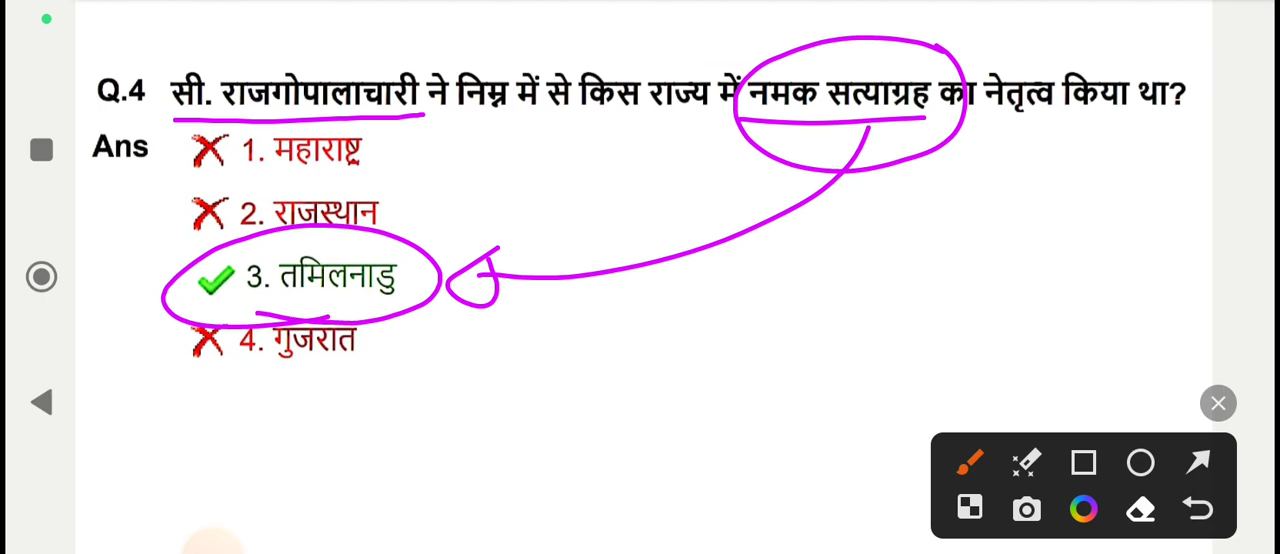 Q.4 सी. राजगोपालाचारी ने निम्न में से किस राज्य में नमक सत्याग्रह का नेतृत्व किया था?
Ans 1. महाराष्ट्र
2. राजस्थान
3. तमिलनाडु
4. गुजरात